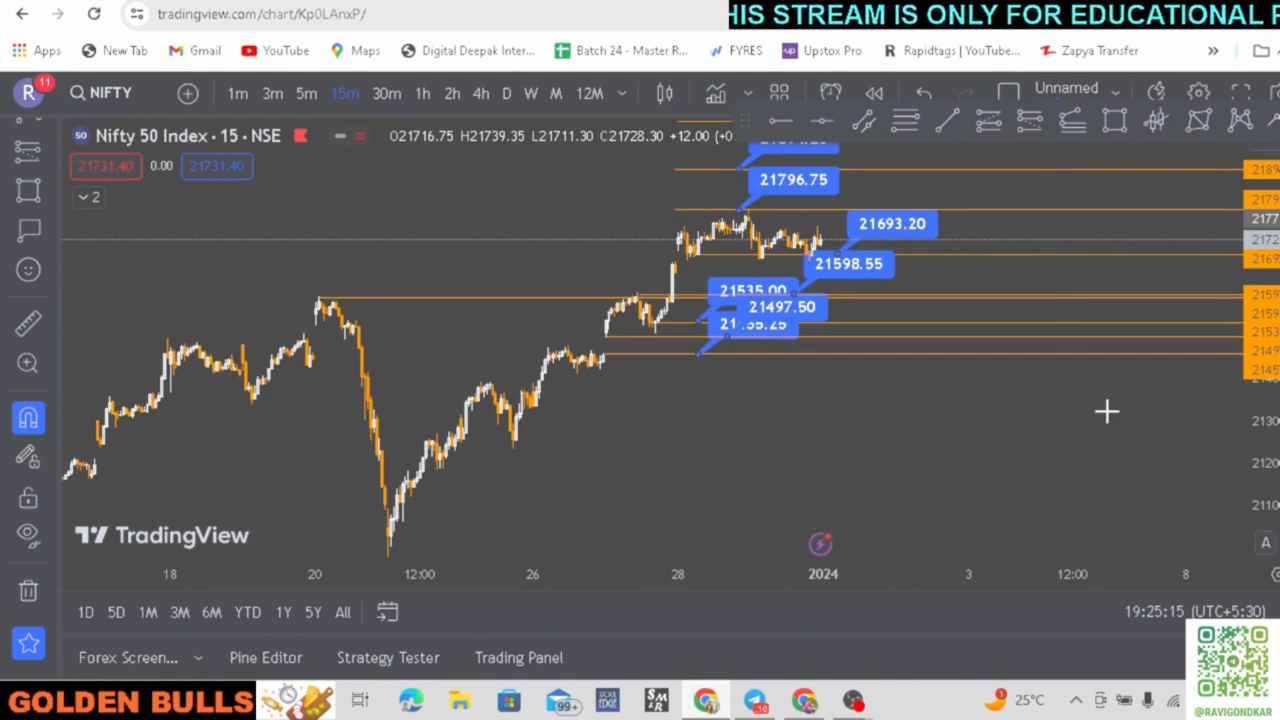 tradingview.com/chart/Kp0LAnxP/
HIS STREAM IS ONLY FOR EDUCATIONAL
Apps New Tab Gmail YouTube Maps Digital Deepak Inter... Batch 24 - Master R... FYRES Upstox Pro Rapidtags | YouTube... Zapya Transfer
R 11 NIFTY 1m 3m 5m 15m 30m 1h 2h 4h D W M 12M Unnamed
50 Nifty 50 Index · 15 · NSE O21716.75 H21739.35 L21711.30 C21728.30 +12.00
21731.40 0.00 21731.40
2
21796.75
21693.20
21598.55
21535.00
21497.50
TradingView
A
18 20 12:00 26 28 2024 3 12:00 8
1D 5D 1M 3M 6M YTD 1Y 5Y All 19:25:15 (UTC+5:30)
Forex Screen... Pine Editor Strategy Tester Trading Panel
GOLDEN BULLS 99+ 1 25°C
@RAVIGONDKAR